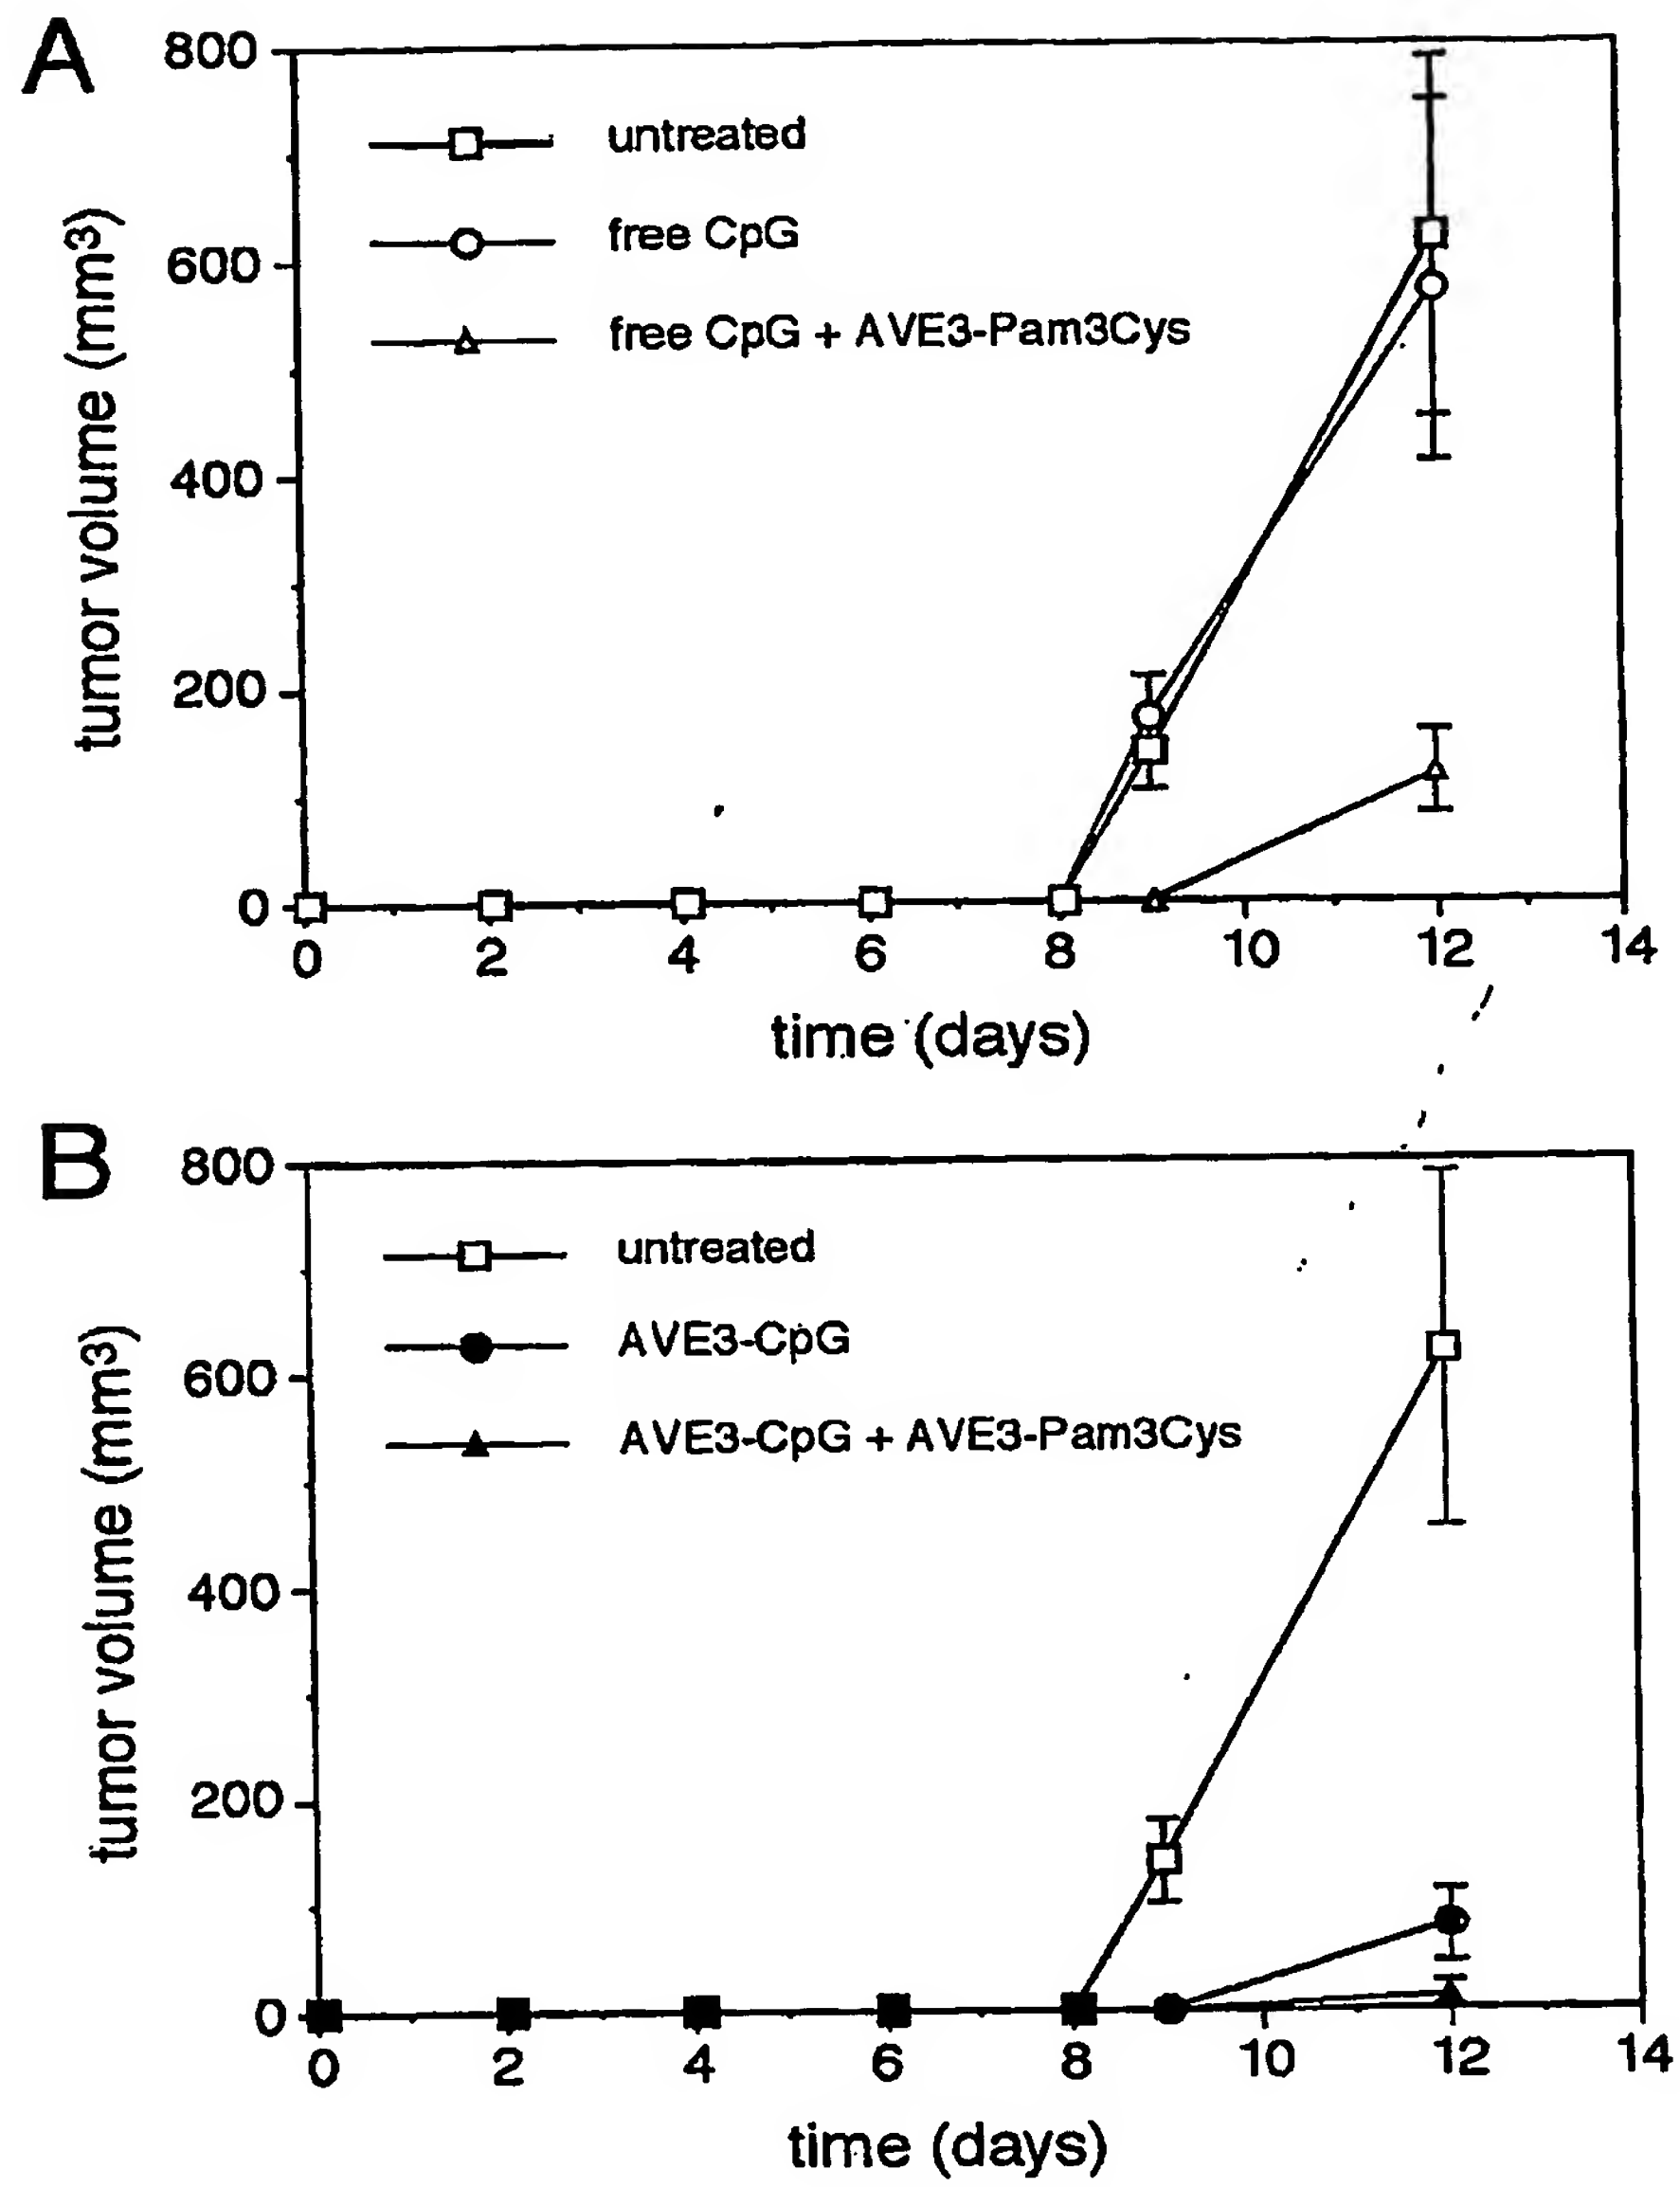 A
800
600
400
200
0
tumor volume (mm3)
untreated
free CpG
free CpG + AVE3-Pam3Cys
0 2 4 6 8 10 12 14
time (days)
B
800
600
400
200
0
tumor volume (mm3)
untreated
AVE3-CpG
AVE3-CpG + AVE3-Pam3Cys
0 2 4 6 8 10 12 14
time (days)